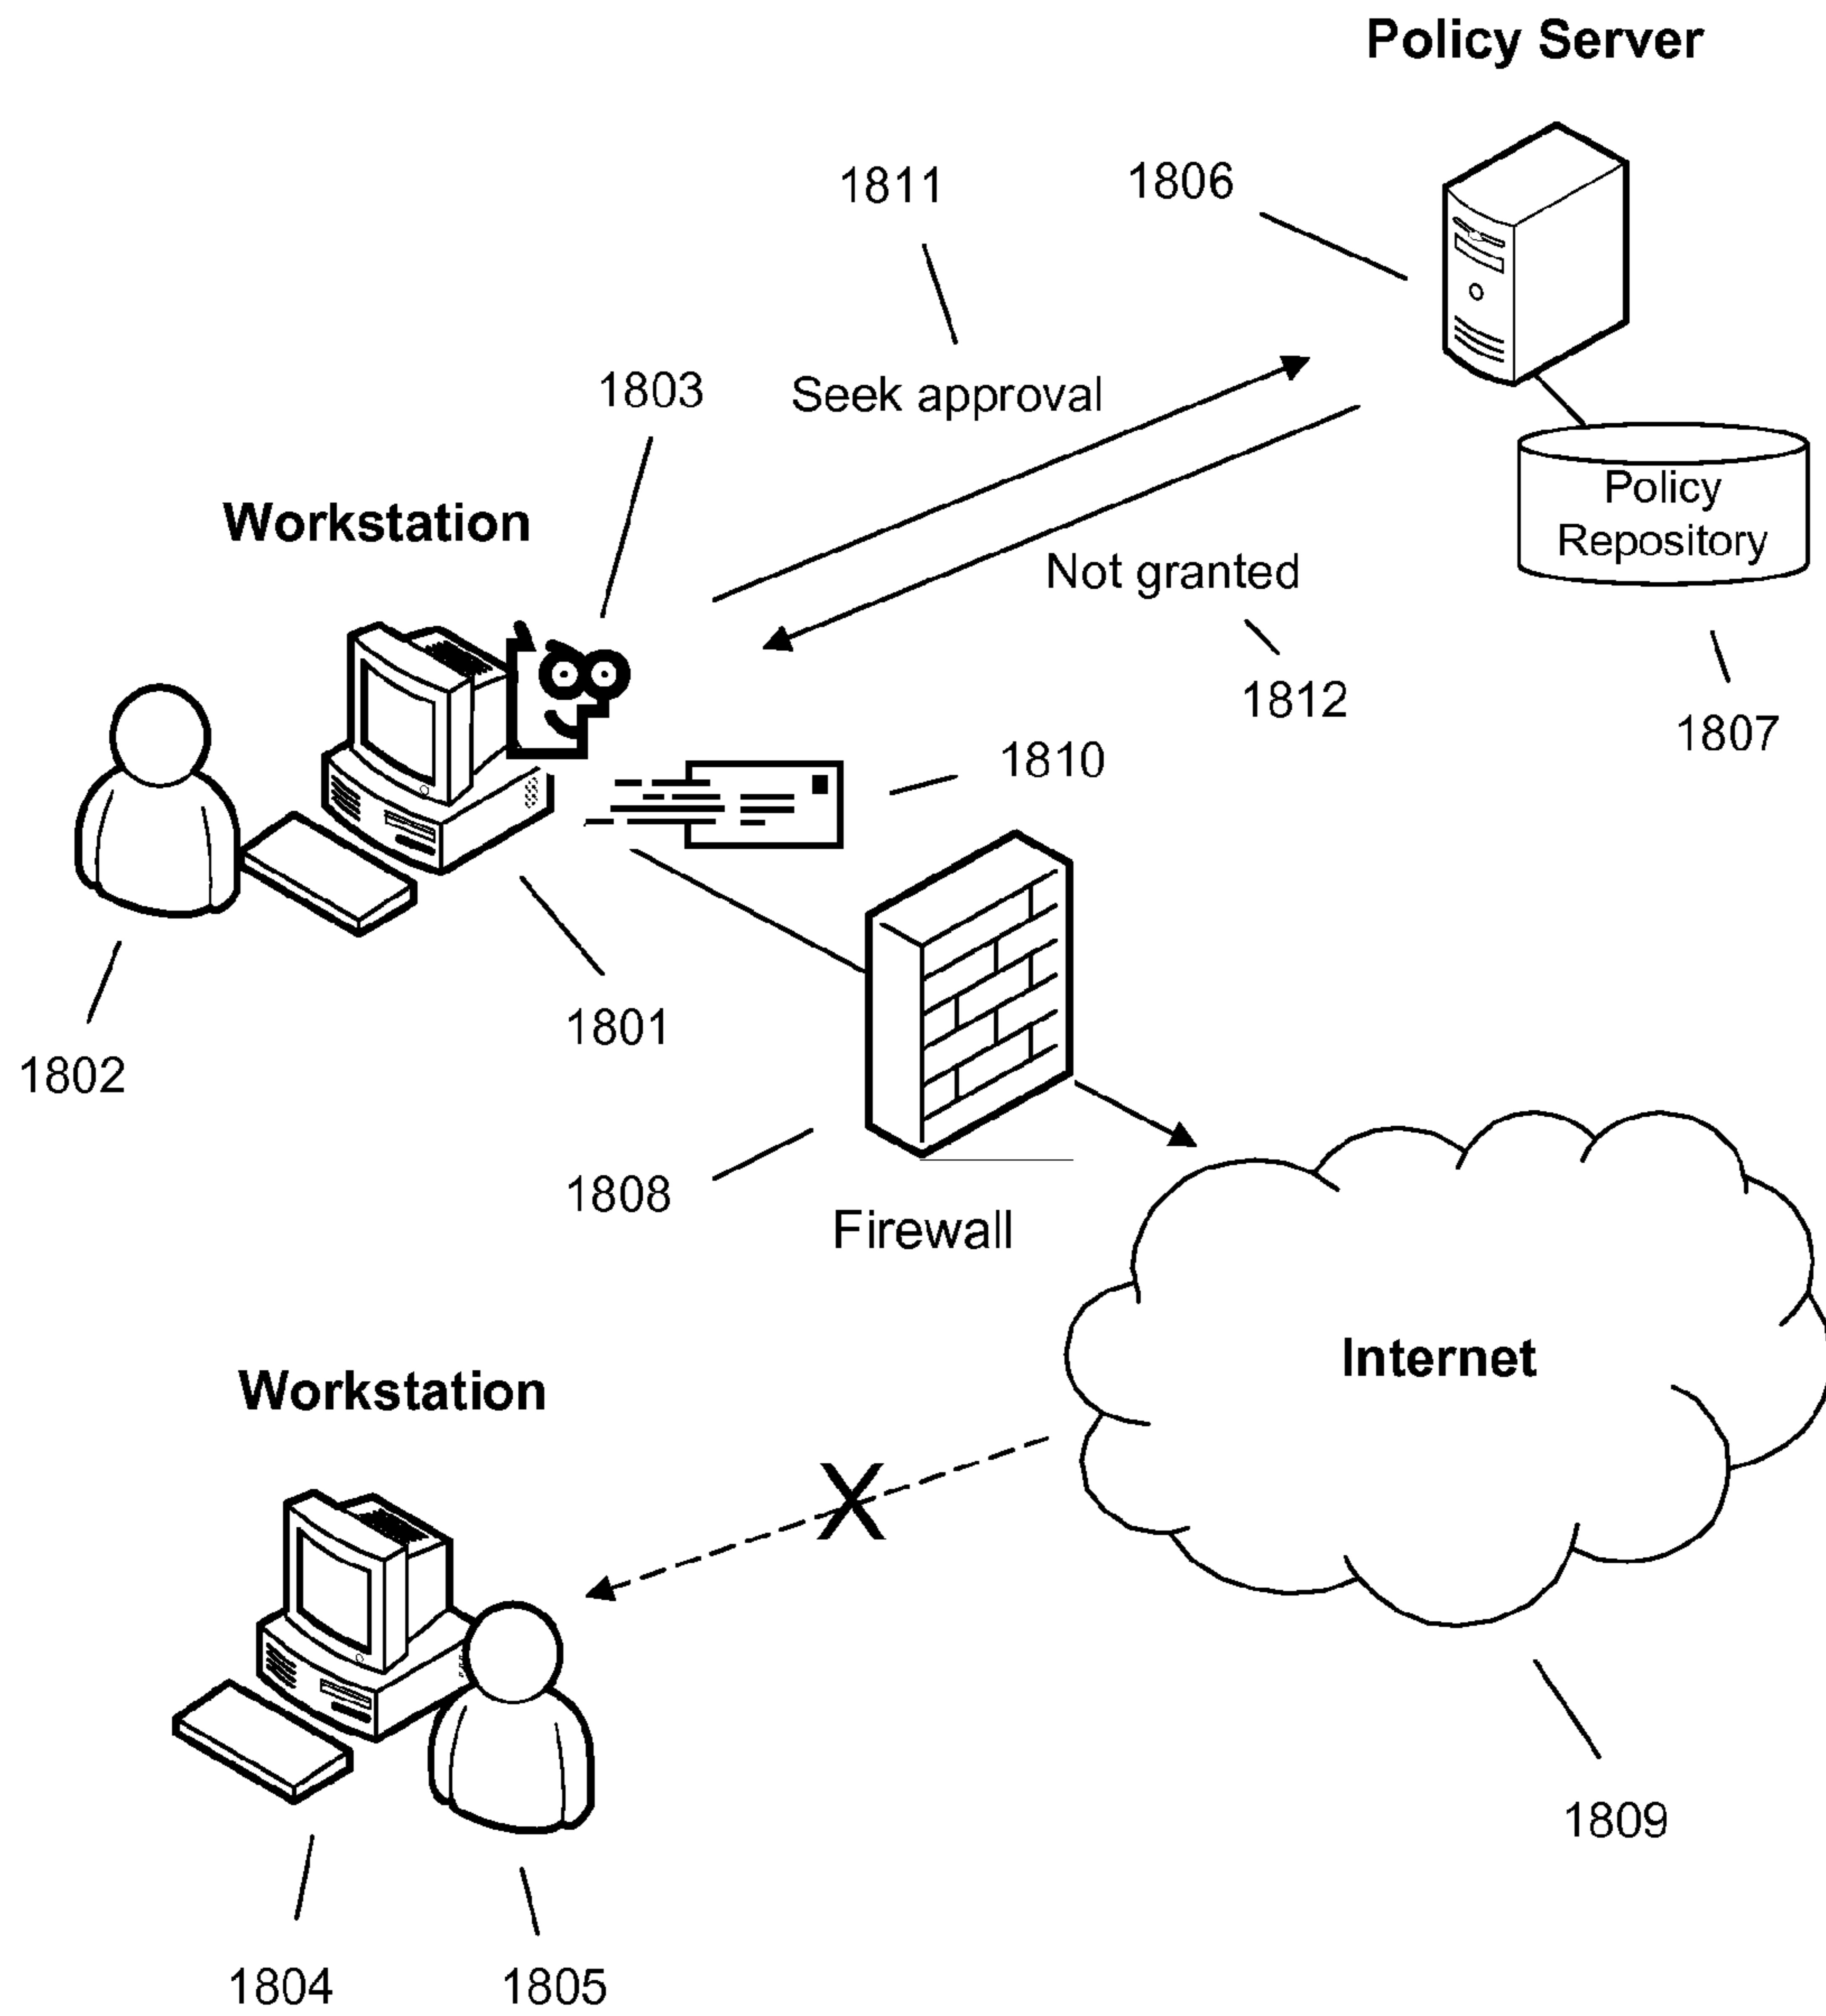 Policy Server
1811
1806
1803
Seek approval
Workstation
Policy
Repository
Not granted
1812
1807
1810
1801
1802
1808
Firewall
Internet
Workstation
X
1809
1804
1805